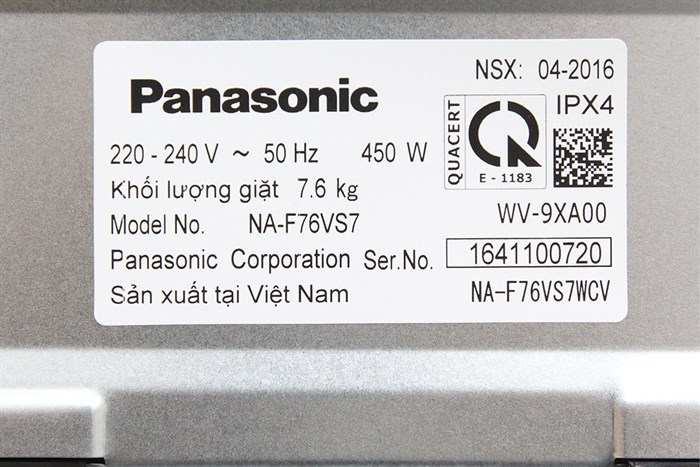 Panasonic
NSX: 04-2016
QUACERT
E - 1183
IPX4
220 - 240 V ~ 50 Hz 450 W
Khối lượng giặt 7.6 kg
Model No. NA-F76VS7
WV-9XA00
Panasonic Corporation Ser.No. 1641100720
Sản xuất tại Việt Nam
NA-F76VS7WCV